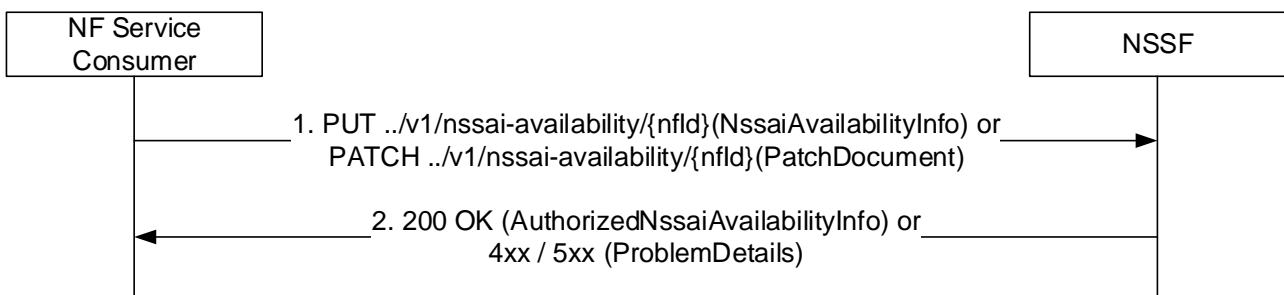 NF Service
Consumer
NSSF
1. PUT ../v1/nssai-availability/{nfId}(NssaiAvailabilityInfo) or
PATCH ../v1/nssai-availability/{nfId}(PatchDocument)
2. 200 OK (AuthorizedNssaiAvailabilityInfo) or
4xx / 5xx (ProblemDetails)